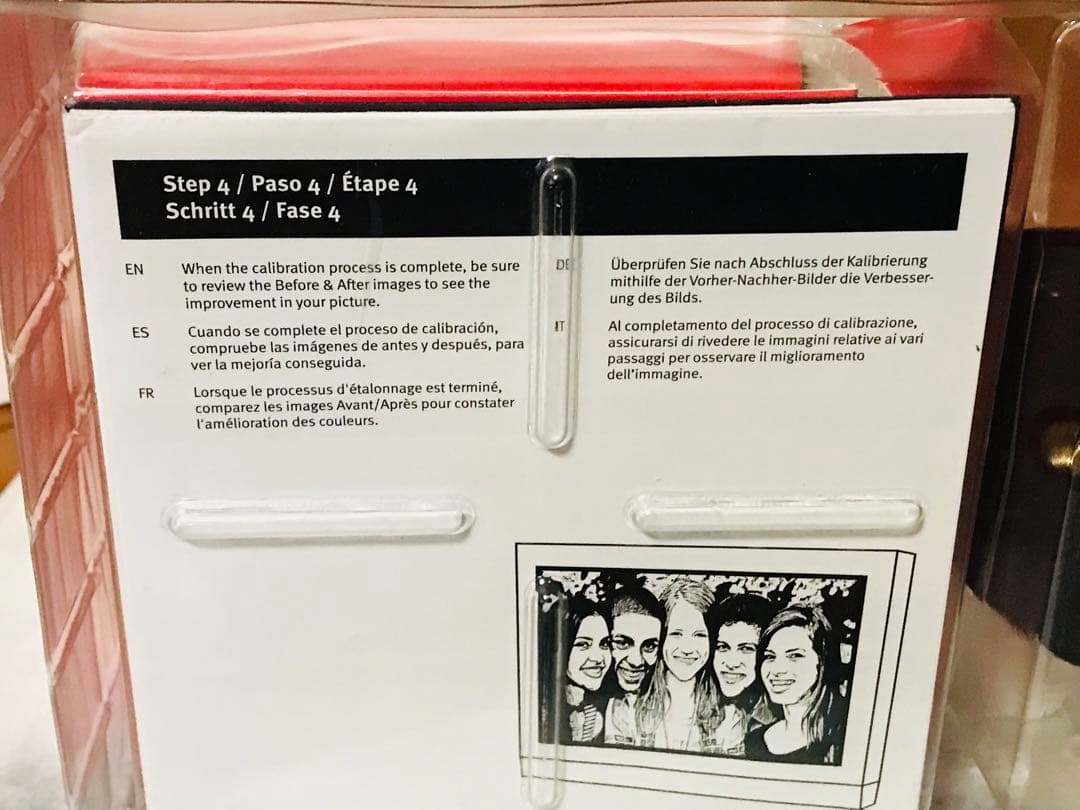 Step 4 / Paso 4 / Étape 4
Schritt 4 / Fase 4
EN
When the calibration process is complete, be sure
to review the Before & After images to see the
improvement in your picture.
ES
Cuando se complete el proceso de calibración,
compruebe las imágenes de antes y después, para
ver la mejoría conseguida.
FR
Lorsque le processus d'étalonnage est terminé,
comparez les images Avant/Après pour constater
l'amélioration des couleurs.
DE
Überprüfen Sie nach Abschluss der Kalibrierung
mithilfe der Vorher-Nachher-Bilder die Verbesser-
ung des Bilds.
IT
Al completamento del processo di calibrazione,
assicurarsi di rivedere le immagini relative ai vari
passaggi per osservare il miglioramento
dell'immagine.